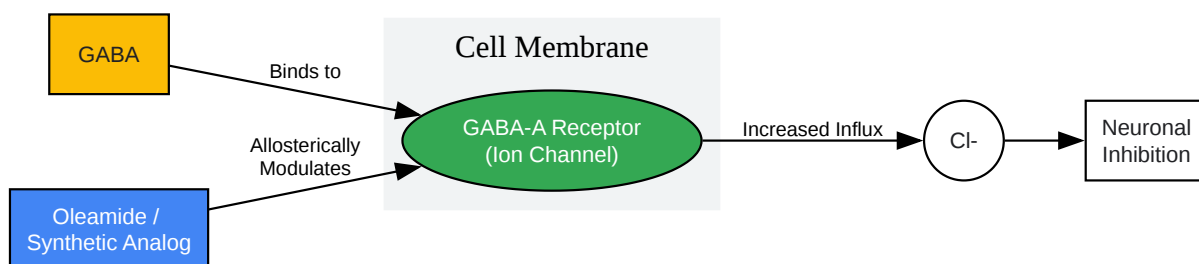 GABA
Binds to
Allosterically
Modulates
Oleamide /
Synthetic Analog
Cell Membrane
GABA-A Receptor
(Ion Channel)
Increased Influx
Cl-
Neuronal
Inhibition